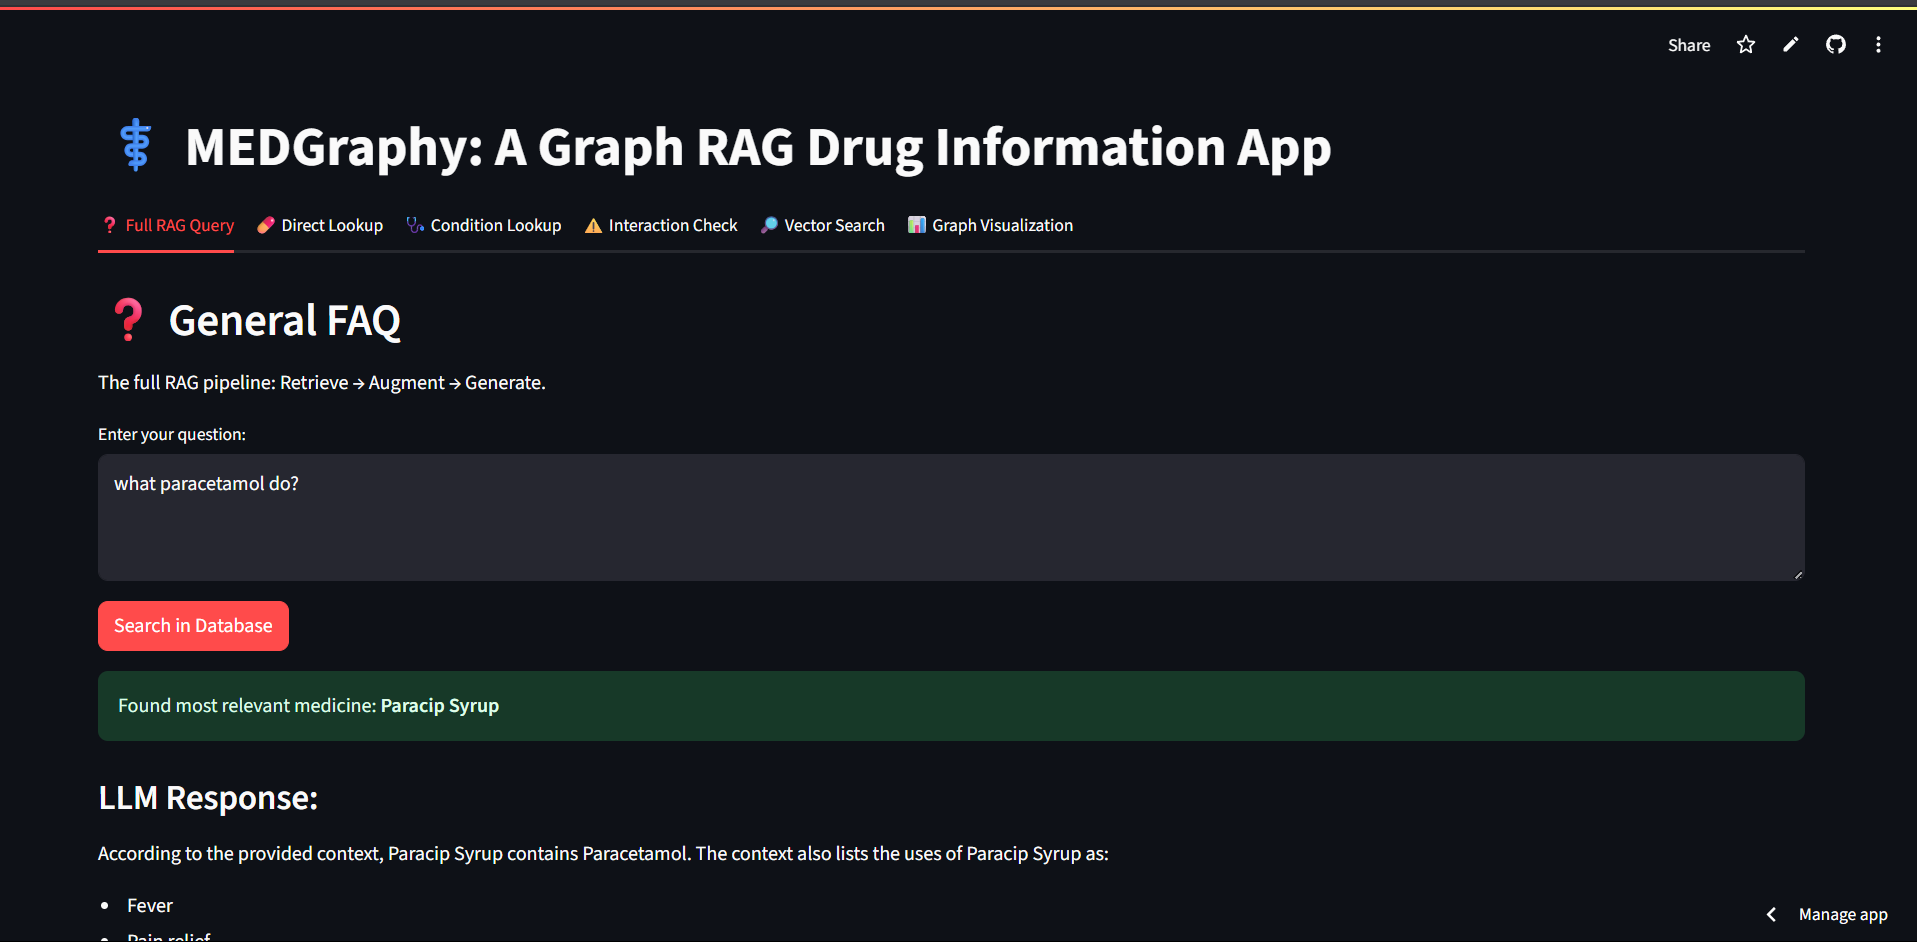 Share
MEDGraphy: A Graph RAG Drug Information App
Full RAG Query Direct Lookup Condition Lookup Interaction Check Vector Search Graph Visualization
General FAQ
The full RAG pipeline: Retrieve → Augment → Generate.
Enter your question:
what paracetamol do?
Search in Database
Found most relevant medicine: Paracip Syrup
LLM Response:
According to the provided context, Paracip Syrup contains Paracetamol. The context also lists the uses of Paracip Syrup as:
• Fever
• Pain relief
Manage app